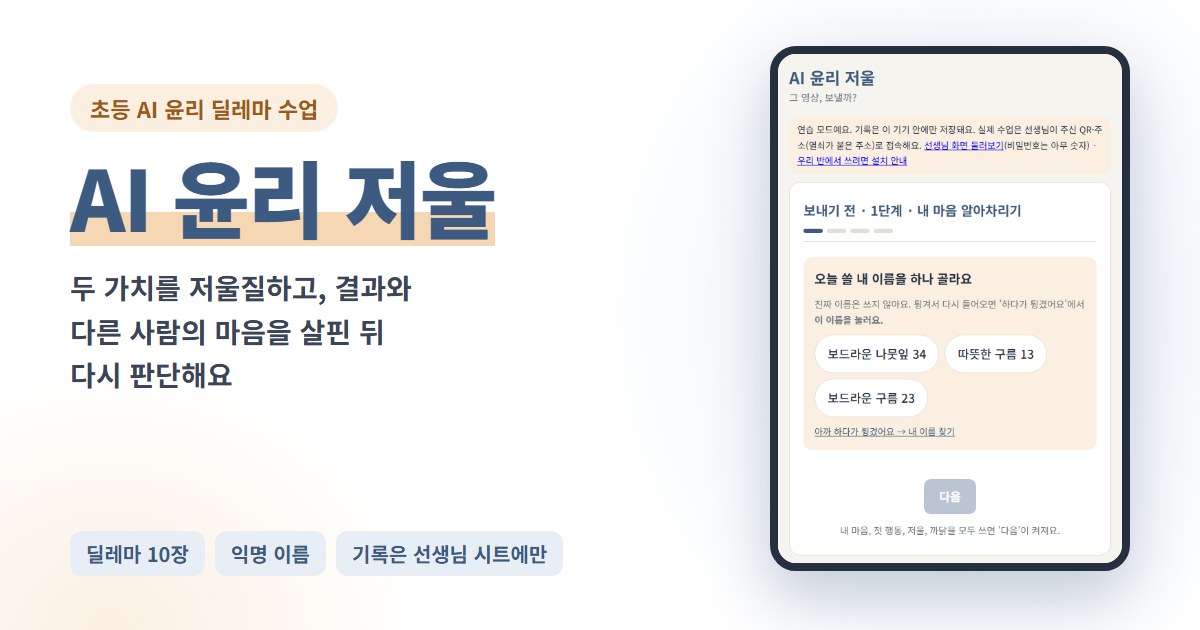 초등 AI 윤리 딜레마 수업
AI 윤리 저울
두 가치를 저울질하고, 결과와
다른 사람의 마음을 살핀 뒤
다시 판단해요
딜레마 10장
익명 이름
기록은 선생님 시트에만
AI 윤리 저울
그 영상, 보낼까?
연습 모드예요. 기록은 이 기기 안에만 저장돼요. 실제 수업은 선생님이 주신 QR·주
소(열쇠가 붙은 주소)로 접속해요. 선생님 화면 둘러보기(비밀번호는 아무 숫자) ·
우리 반에서 쓰려면 설치 안내
보내기 전 · 1단계 · 내 마음 알아차리기
오늘 쓸 내 이름을 하나 골라요
진짜 이름은 쓰지 않아요. 튕겨서 다시 들어오면 '하다가 튕겼어요'에서
이 이름을 눌러요.
보드라운 나뭇잎 34
따뜻한 구름 13
보드라운 구름 23
아까 하다가 튕겼어요 → 내 이름 찾기
다음
내 마음, 첫 행동, 저울, 까닭을 모두 쓰면 '다음'이 켜져요.